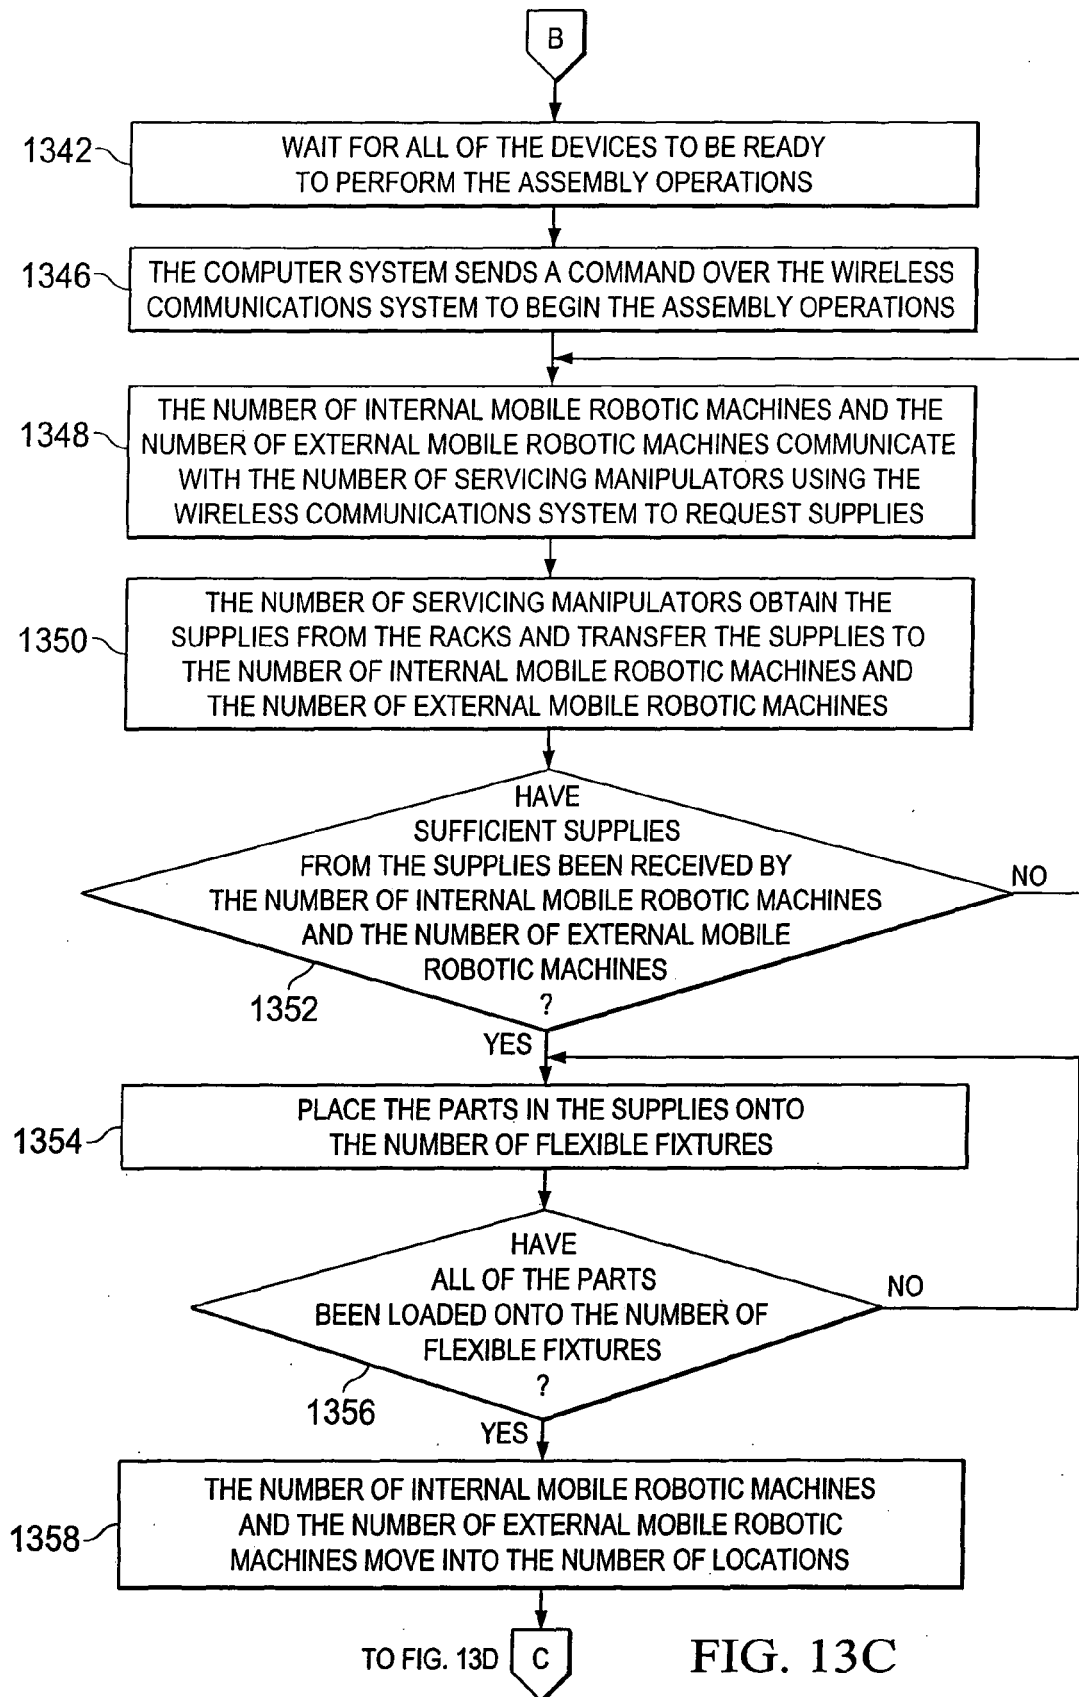 B
1342
WAIT FOR ALL OF THE DEVICES TO BE READY
TO PERFORM THE ASSEMBLY OPERATIONS
1346
THE COMPUTER SYSTEM SENDS A COMMAND OVER THE WIRELESS
COMMUNICATIONS SYSTEM TO BEGIN THE ASSEMBLY OPERATIONS
1348
THE NUMBER OF INTERNAL MOBILE ROBOTIC MACHINES AND THE
NUMBER OF EXTERNAL MOBILE ROBOTIC MACHINES COMMUNICATE
WITH THE NUMBER OF SERVICING MANIPULATORS USING THE
WIRELESS COMMUNICATIONS SYSTEM TO REQUEST SUPPLIES
1350
THE NUMBER OF SERVICING MANIPULATORS OBTAIN THE
SUPPLIES FROM THE RACKS AND TRANSFER THE SUPPLIES TO
THE NUMBER OF INTERNAL MOBILE ROBOTIC MACHINES AND
THE NUMBER OF EXTERNAL MOBILE ROBOTIC MACHINES
HAVE
SUFFICIENT SUPPLIES
FROM THE SUPPLIES BEEN RECEIVED BY
THE NUMBER OF INTERNAL MOBILE ROBOTIC MACHINES
AND THE NUMBER OF EXTERNAL MOBILE
ROBOTIC MACHINES
?
NO
1352
YES
1354
PLACE THE PARTS IN THE SUPPLIES ONTO
THE NUMBER OF FLEXIBLE FIXTURES
HAVE
ALL OF THE PARTS
BEEN LOADED ONTO THE NUMBER OF
FLEXIBLE FIXTURES
?
NO
1356
YES
1358
THE NUMBER OF INTERNAL MOBILE ROBOTIC MACHINES
AND THE NUMBER OF EXTERNAL MOBILE ROBOTIC
MACHINES MOVE INTO THE NUMBER OF LOCATIONS
TO FIG. 13D
C
FIG. 13C